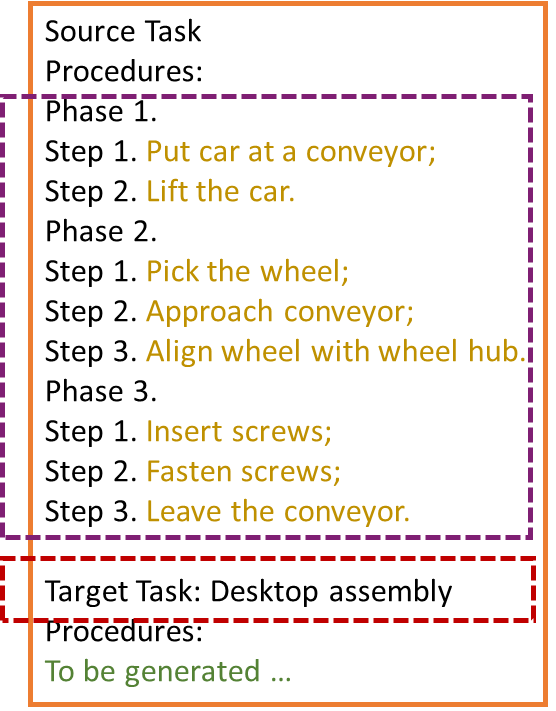 Source Task
Procedures:
Phase 1.
Step 1. Put car at a conveyor;
Step 2. Lift the car.
Phase 2.
Step 1. Pick the wheel;
Step 2. Approach conveyor;
Step 3. Align wheel with wheel hub.
Phase 3.
Step 1. Insert screws;
Step 2. Fasten screws;
Step 3. Leave the conveyor.
Target Task: Desktop assembly
Procedures:
To be generated ...